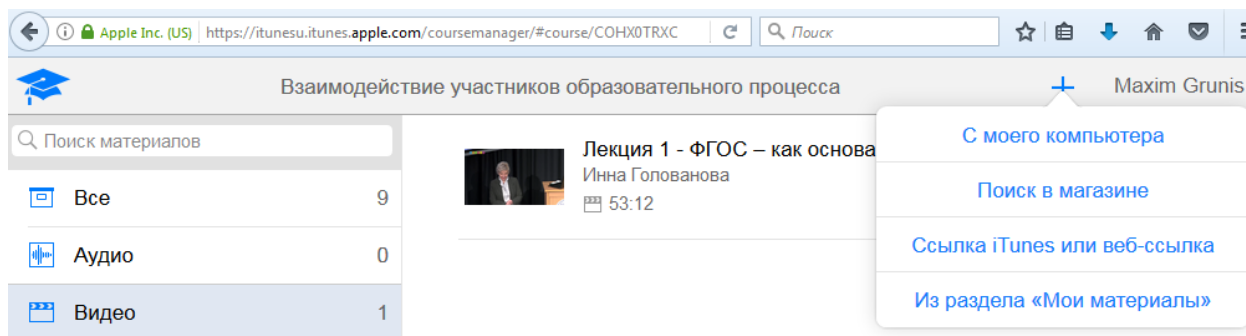 Apple Inc. (US) https://itunesu.itunes.apple.com/coursemanager/#course/COHX0TRXC Поиск
Взаимодействие участников образовательного процесса Maxim Grunis
Поиск материалов
Все 9
Аудио 0
Видео 1
Лекция 1 - ФГОС – как основа
Инна Голованова
53:12
С моего компьютера
Поиск в магазине
Ссылка iTunes или веб-ссылка
Из раздела «Мои материалы»